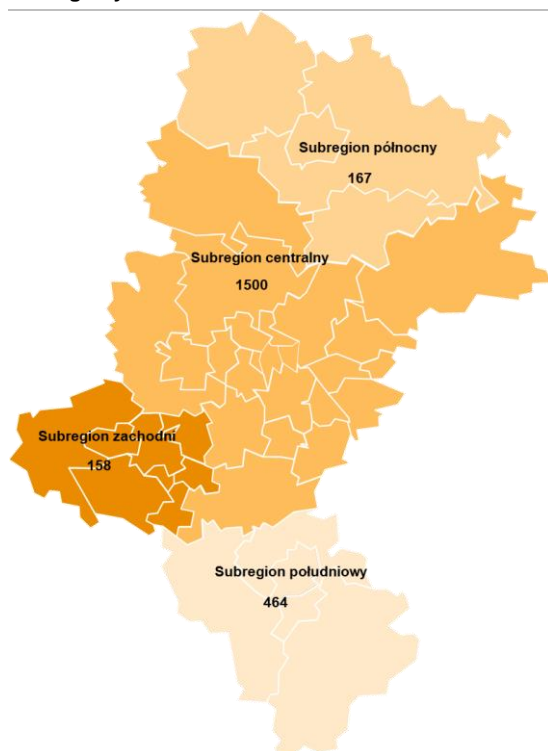 Subregion północny
167
Subregion centralny
1500
Subregion zachodni
158
Subregion południowy
464